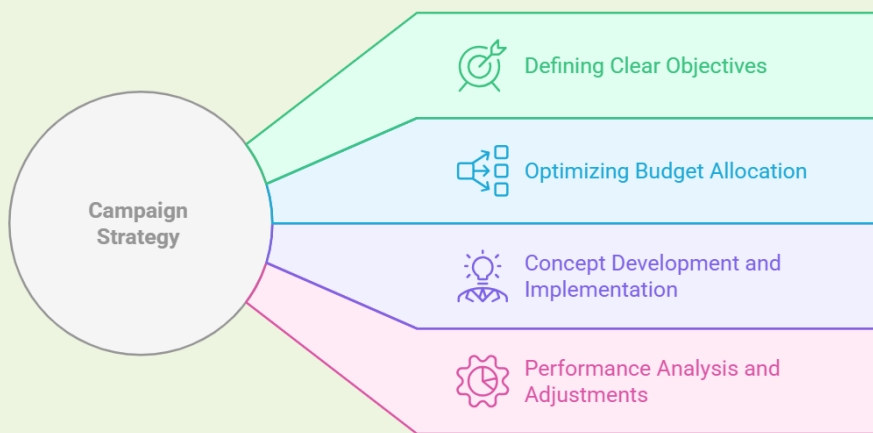 Campaign
Strategy
Defining Clear Objectives
Optimizing Budget Allocation
Concept Development and
Implementation
Performance Analysis and
Adjustments